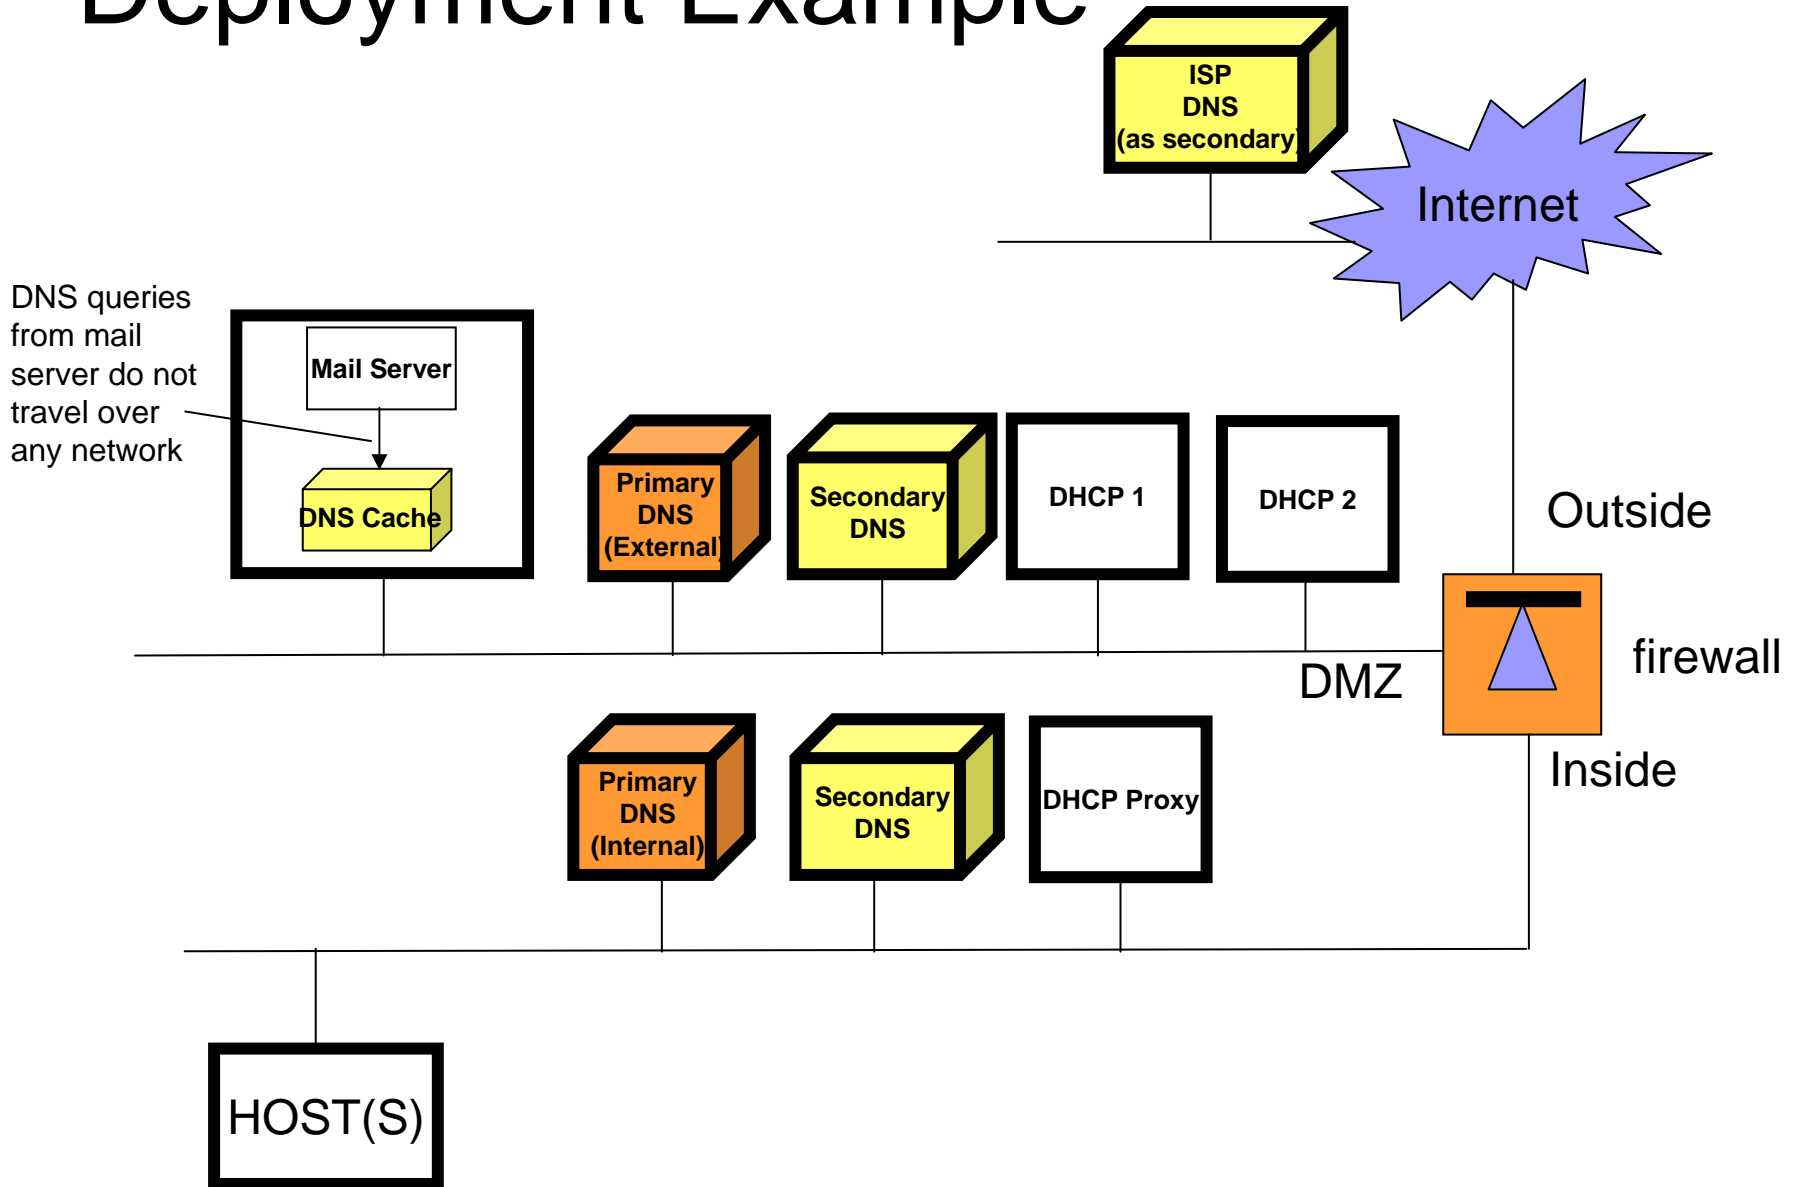 Deployment Example
ISP
DNS
(as secondary)
Internet
DNS queries
from mail
server do not
travel over
any network
Mail Server
DNS Cache
Primary
DNS
(External)
Secondary
DNS
DHCP 1
DHCP 2
Outside
DMZ
firewall
Inside
Primary
DNS
(Internal)
Secondary
DNS
DHCP Proxy
HOST(S)